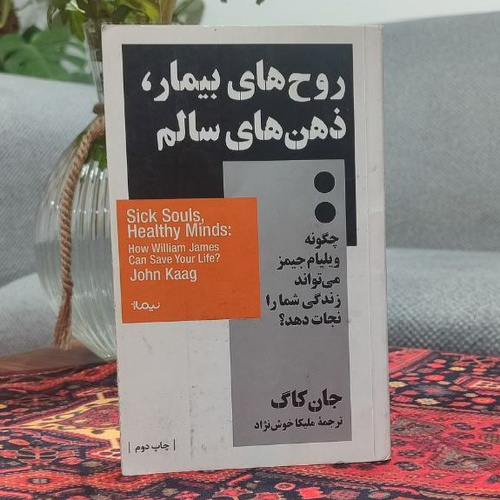 روح‌های بیمار،
ذهن‌های سالم
Sick Souls,
Healthy Minds:
How William James
Can Save Your Life?
John Kaag
نیماژ
چگونه
ویلیام جیمز
می‌تواند
زندگی شما را
نجات دهد؟
جان کاگ
ترجمهٔ ملیکا خوش‌نژاد
| چاپ دوم |